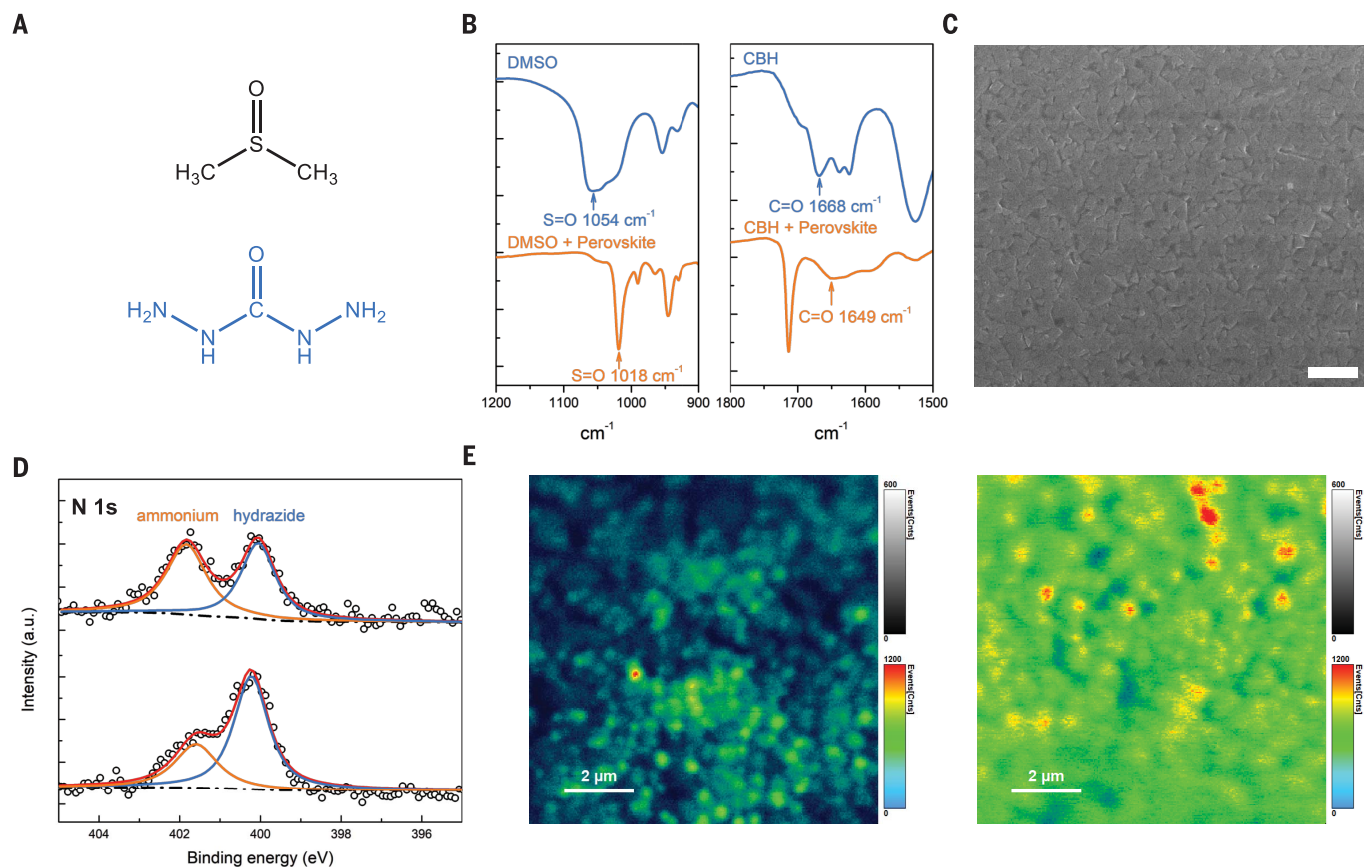 A
O
S
H₃C
CH₃
O
H₂N
N
H
C
N
H
NH₂
B
DMSO
S=O 1054 cm⁻¹
DMSO + Perovskite
S=O 1018 cm⁻¹
1200
1100
1000
900
cm⁻¹
CBH
C=O 1668 cm⁻¹
CBH + Perovskite
C=O 1649 cm⁻¹
1800
1700
1600
1500
cm⁻¹
C
D
N 1s
ammonium
hydrazide
Intensity (a.u.)
404
402
400
398
396
Binding energy (eV)
E
2 µm
600
Events[Cnts]
0
1200
Events[Cnts]
0
2 µm
600
Events[Cnts]
0
1200
Events[Cnts]
0